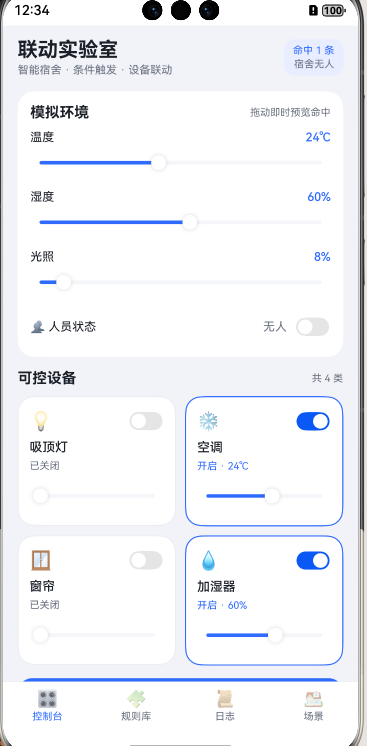 12:34
100
联动实验室
智能宿舍 · 条件触发 · 设备联动
命中 1 条
宿舍无人
模拟环境
拖动即时预览命中
温度
24℃
湿度
60%
光照
8%
人员状态
无人
可控设备
共 4 类
吸顶灯
已关闭
空调
开启 · 24℃
窗帘
已关闭
加湿器
开启 · 60%
控制台
规则库
日志
场景